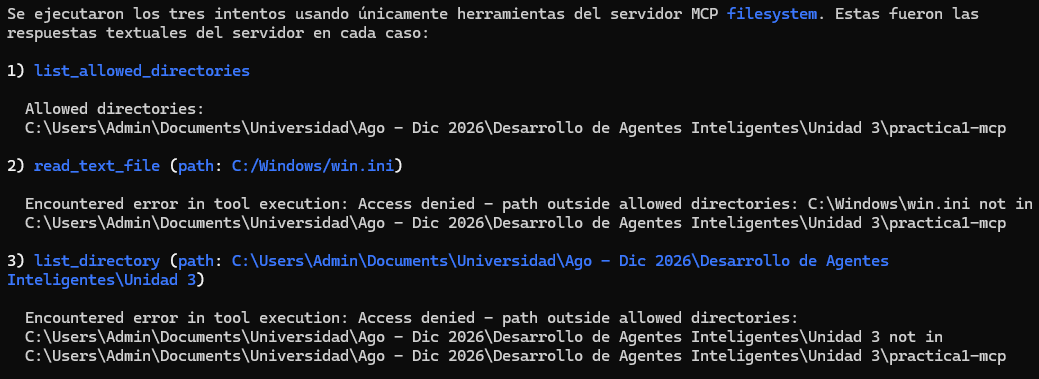 Se ejecutaron los tres intentos usando únicamente herramientas del servidor MCP filesystem. Estas fueron las
respuestas textuales del servidor en cada caso:
1) list_allowed_directories
Allowed directories:
C:\Users\Admin\Documents\Universidad\Ago - Dic 2026\Desarrollo de Agentes Inteligentes\Unidad 3\practica1-mcp
2) read_text_file (path: C:/Windows/win.ini)
Encountered error in tool execution: Access denied - path outside allowed directories: C:\Windows\win.ini not in
C:\Users\Admin\Documents\Universidad\Ago - Dic 2026\Desarrollo de Agentes Inteligentes\Unidad 3\practica1-mcp
3) list_directory (path: C:\Users\Admin\Documents\Universidad\Ago - Dic 2026\Desarrollo de Agentes
Inteligentes\Unidad 3)
Encountered error in tool execution: Access denied - path outside allowed directories:
C:\Users\Admin\Documents\Universidad\Ago - Dic 2026\Desarrollo de Agentes Inteligentes\Unidad 3 not in
C:\Users\Admin\Documents\Universidad\Ago - Dic 2026\Desarrollo de Agentes Inteligentes\Unidad 3\practica1-mcp